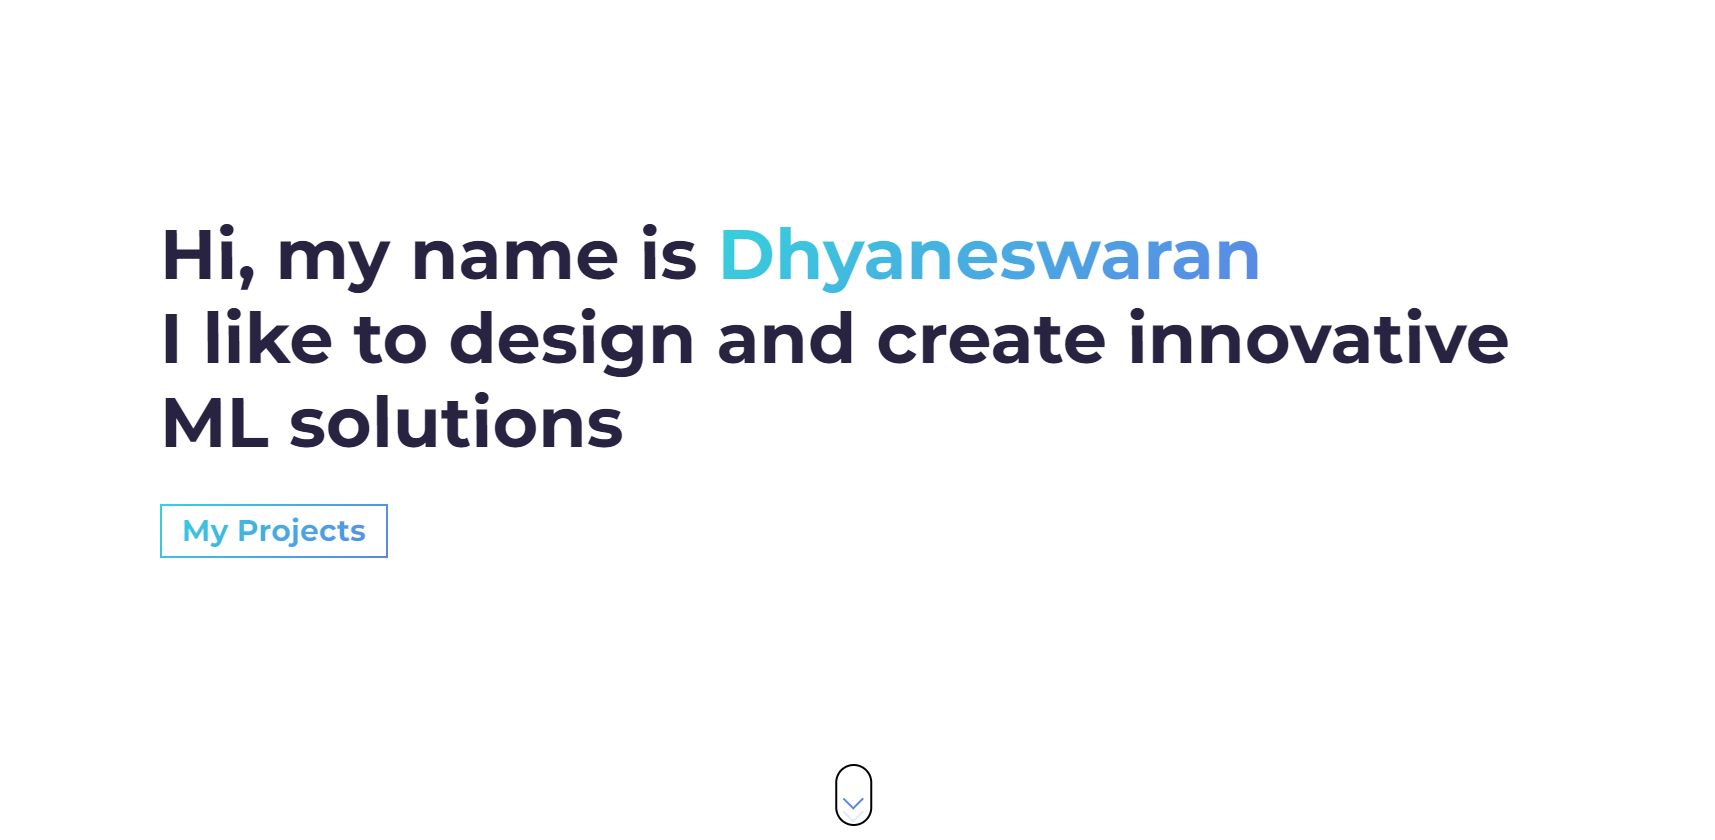 Hi, my name is Dhyaneswaran
I like to design and create innovative
ML solutions
My Projects